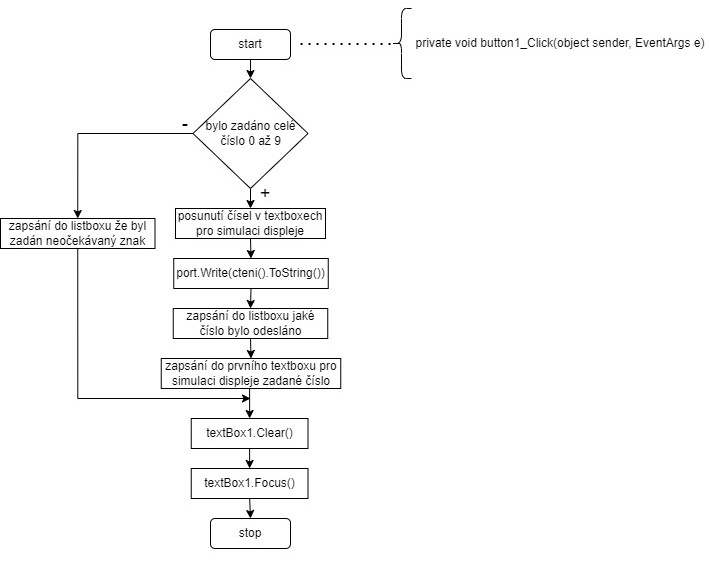 start
private void button1_Click(object sender, EventArgs e)
bylo zadáno celé
číslo 0 až 9
-
+
zapsání do listboxu že byl
zadán neočekávaný znak
posunutí čísel v textboxech
pro simulaci displeje
port.Write(cteni().ToString())
zapsání do listboxu jaké
číslo bylo odesláno
zapsání do prvního textboxu pro
simulaci displeje zadané číslo
textBox1.Clear()
textBox1.Focus()
stop